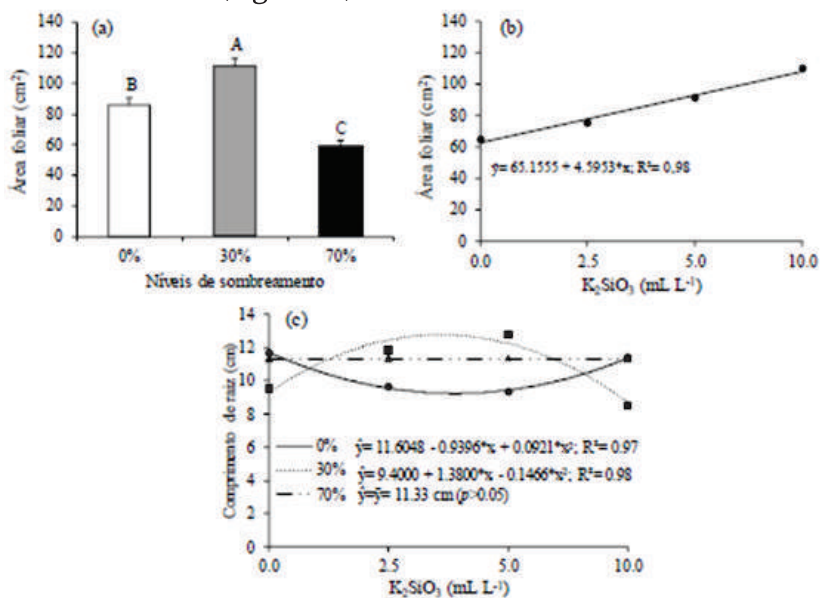 (a)
140
120
100
80
60
40
20
0
Área foliar (cm²)
B
A
C
0%
30%
70%
Níveis de sombreamento
(b)
140
120
100
80
60
40
20
0
Área foliar (cm²)
ŷ= 65.1555 + 4.5953*x; R²= 0,98
0.0
2.5
5.0
10.0
K₂SiO₃ (mL L⁻¹)
(c)
14
12
10
8
6
4
2
0
Comprimento de raiz (cm)
0% ŷ= 11.6048 - 0.9396*x + 0.0921*x²; R²= 0.97
30% ŷ= 9.4000 + 1.3800*x - 0.1466*x²; R²= 0.98
70% ŷ=ȳ= 11.33 cm (p>0.05)
0.0
2.5
5.0
10.0
K₂SiO₃ (mL L⁻¹)